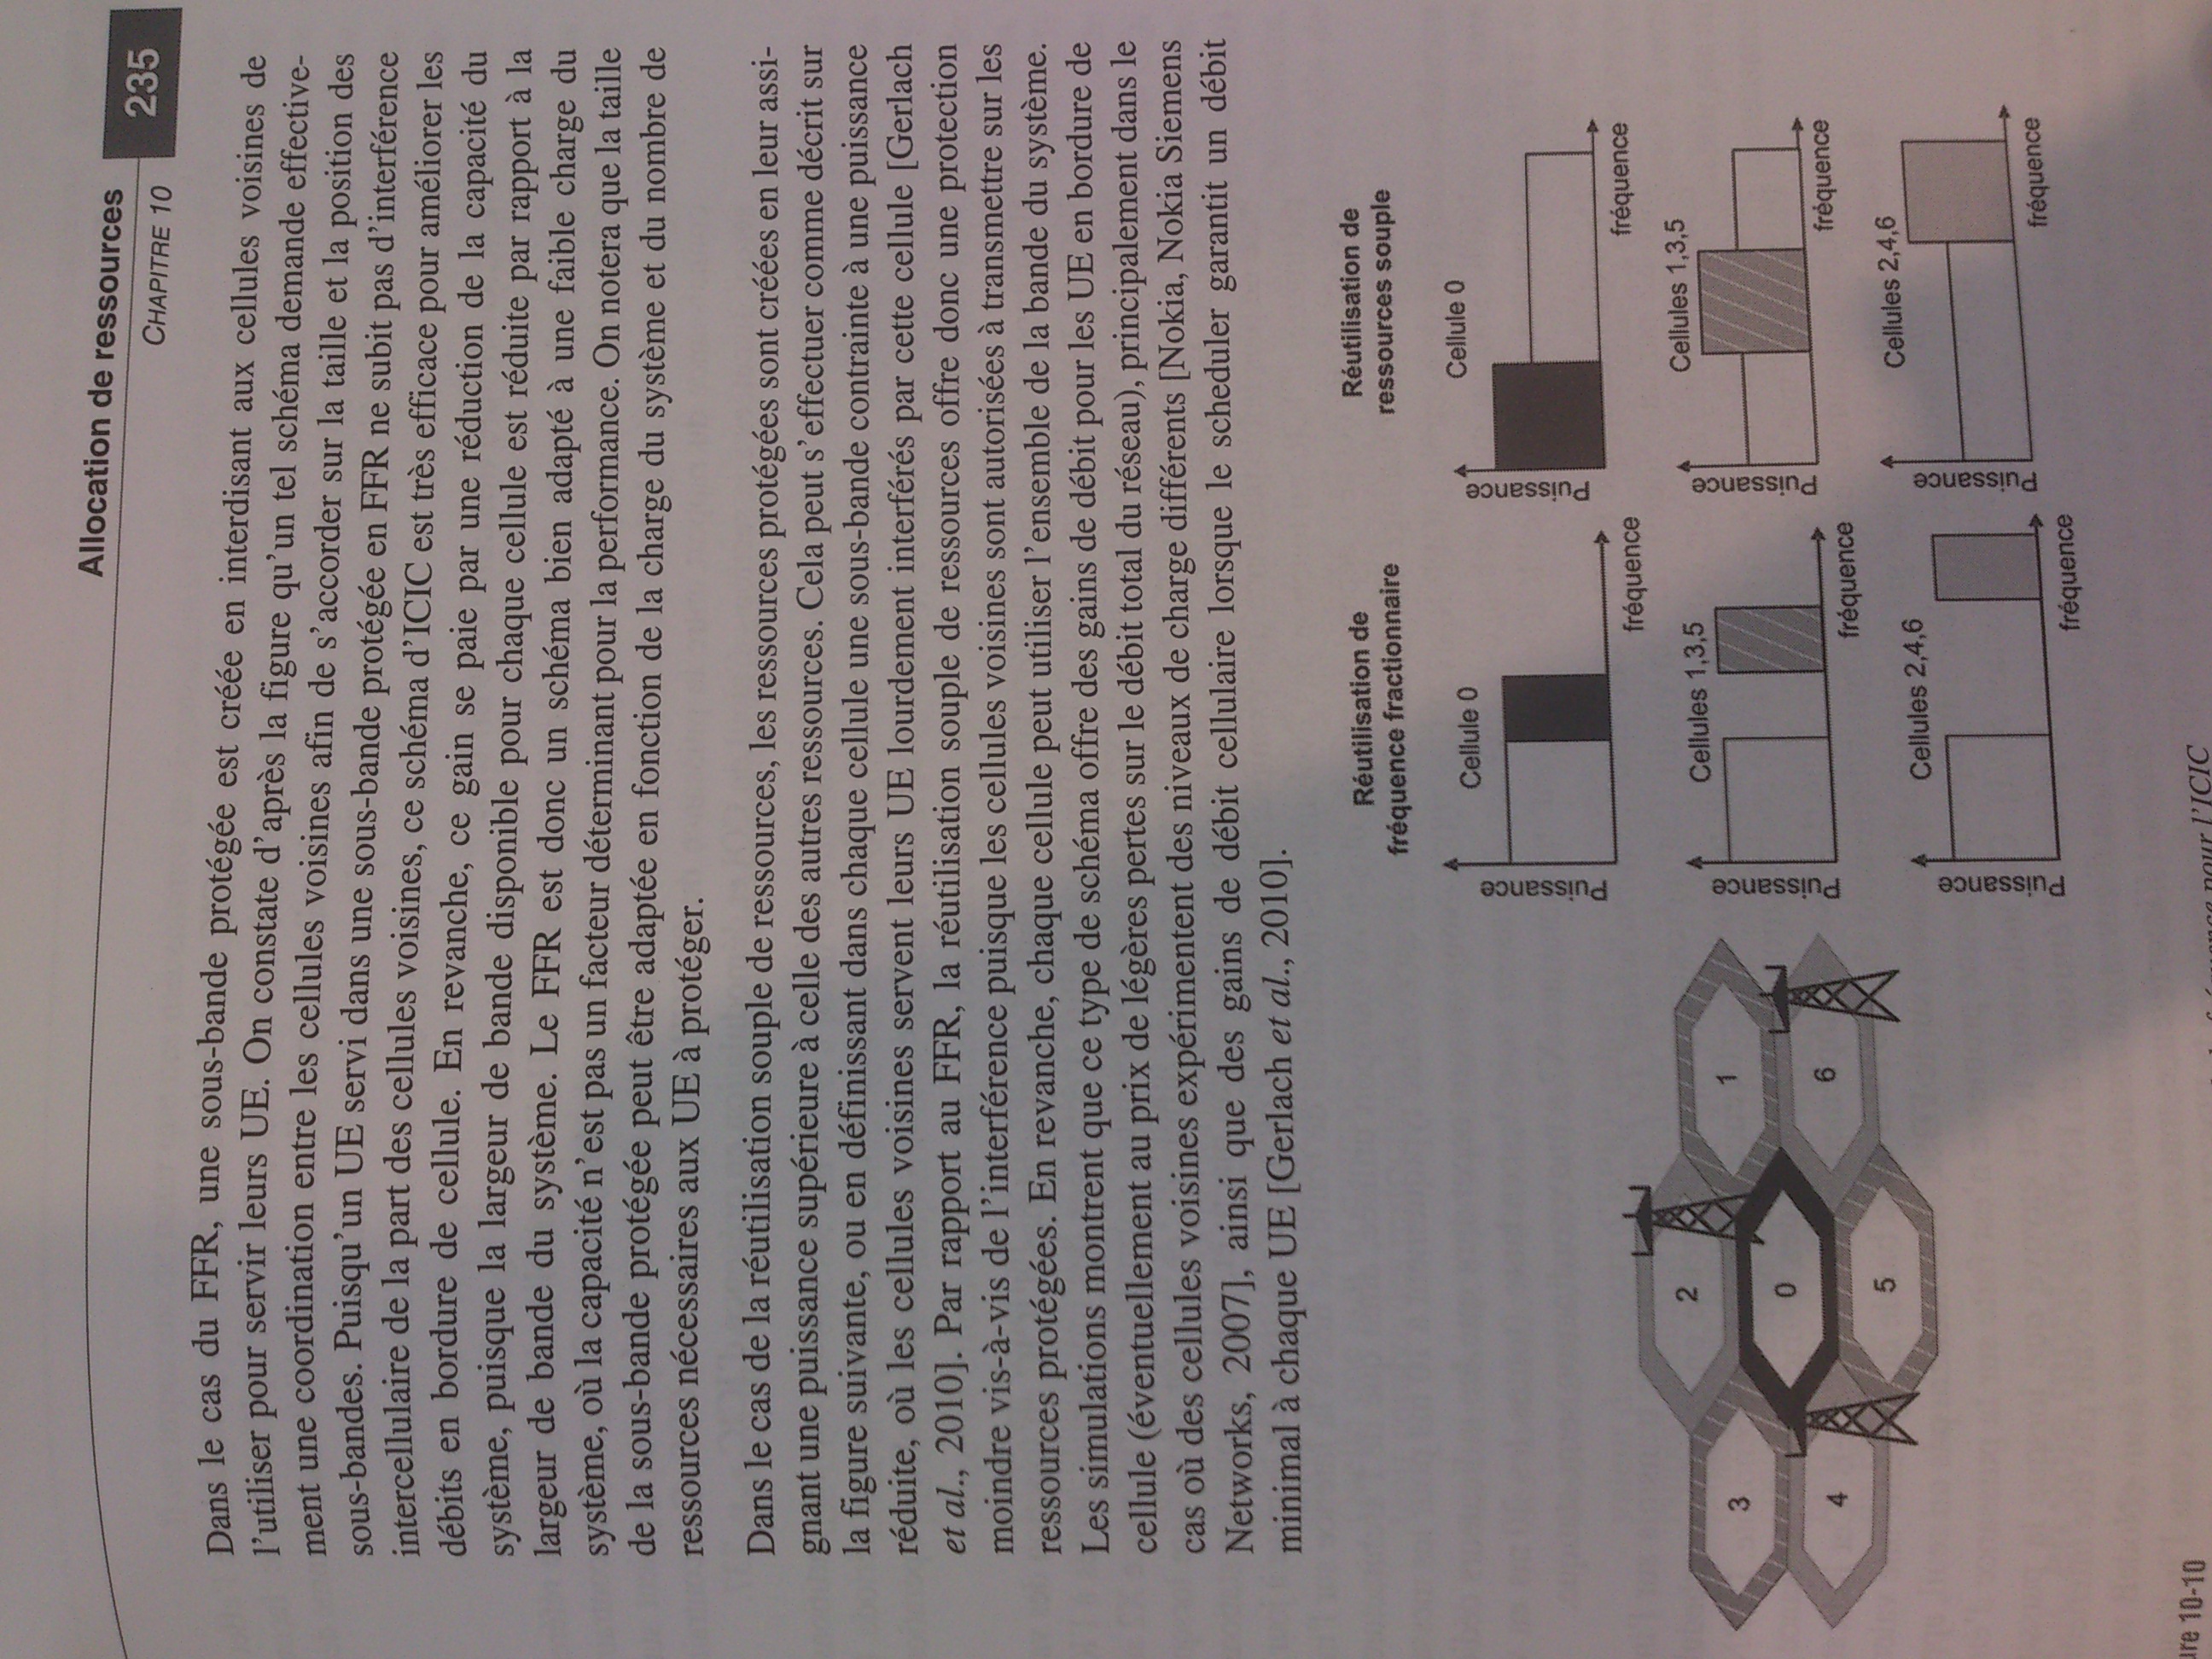 Allocation de ressources
CHAPITRE 10
235
Dans le cas du FFR, une sous-bande protégée est créée en interdisant aux cellules voisines de
l'utiliser pour servir leurs UE. On constate d'après la figure qu'un tel schéma demande effective-
ment une coordination entre les cellules voisines afin de s'accorder sur la taille et la position des
sous-bandes. Puisqu'un UE servi dans une sous-bande protégée en FFR ne subit pas d'interférence
intercellulaire de la part des cellules voisines, ce schéma d'ICIC est très efficace pour améliorer les
débits en bordure de cellule. En revanche, ce gain se paie par une réduction de la capacité du
système, puisque la largeur de bande disponible pour chaque cellule est réduite par rapport à la
largeur de bande du système. Le FFR est donc un schéma bien adapté à une faible charge du
système, où la capacité n'est pas un facteur déterminant pour la performance. On notera que la taille
de la sous-bande protégée peut être adaptée en fonction de la charge du système et du nombre de
ressources nécessaires aux UE à protéger.
Dans le cas de la réutilisation souple de ressources, les ressources protégées sont créées en leur assi-
gnant une puissance supérieure à celle des autres ressources. Cela peut s'effectuer comme décrit sur
la figure suivante, ou en définissant dans chaque cellule une sous-bande contrainte à une puissance
réduite, où les cellules voisines servent leurs UE lourdement interférés par cette cellule [Gerlach
et al., 2010]. Par rapport au FFR, la réutilisation souple de ressources offre donc une protection
moindre vis-à-vis de l'interférence puisque les cellules voisines sont autorisées à transmettre sur les
ressources protégées. En revanche, chaque cellule peut utiliser l'ensemble de la bande du système.
Les simulations montrent que ce type de schéma offre des gains de débit pour les UE en bordure de
cellule (éventuellement au prix de légères pertes sur le débit total du réseau), principalement dans le
cas où des cellules voisines expérimentent des niveaux de charge différents [Nokia, Nokia Siemens
Networks, 2007], ainsi que des gains de débit cellulaire lorsque le scheduler garantit un débit
minimal à chaque UE [Gerlach et al., 2010].
Réutilisation de
fréquence fractionnaire
Réutilisation de
ressources souple
Puissance
Cellule 0
fréquence
Puissance
Cellule 0
fréquence
2
3
1
0
4
6
5
Puissance
Cellules 1,3,5
fréquence
Puissance
Cellules 1,3,5
fréquence
Puissance
Cellules 2,4,6
fréquence
Puissance
Cellules 2,4,6
fréquence
ure 10-10
pour l'ICIC